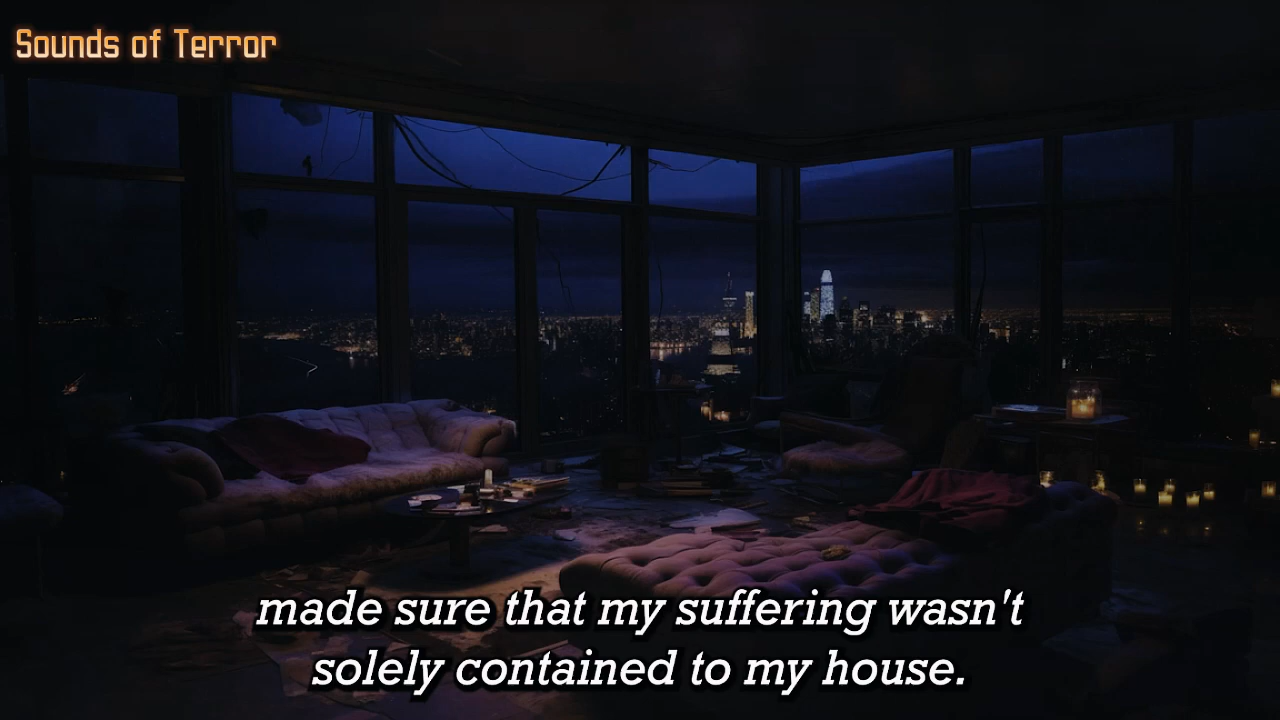 Sounds of Terror
made sure that my suffering wasn't
solely contained to my house.